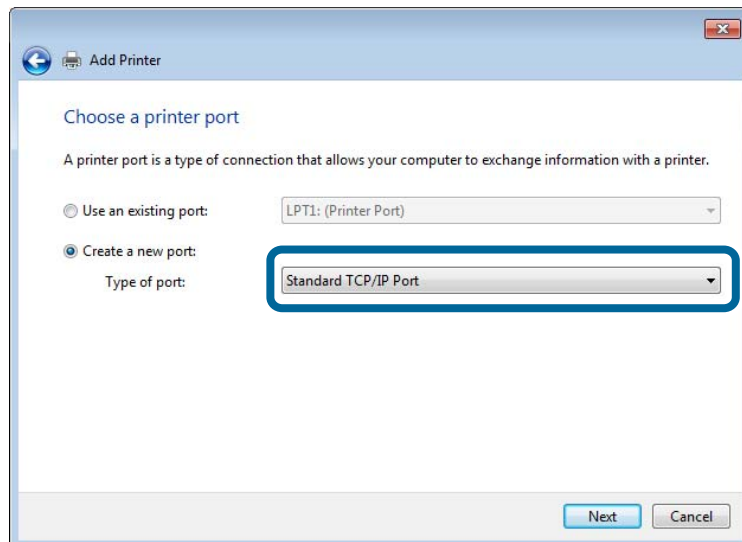 Add Printer
Choose a printer port
A printer port is a type of connection that allows your computer to exchange information with a printer.
Use an existing port: LPT1: (Printer Port)
Create a new port:
Type of port: Standard TCP/IP Port
Next Cancel